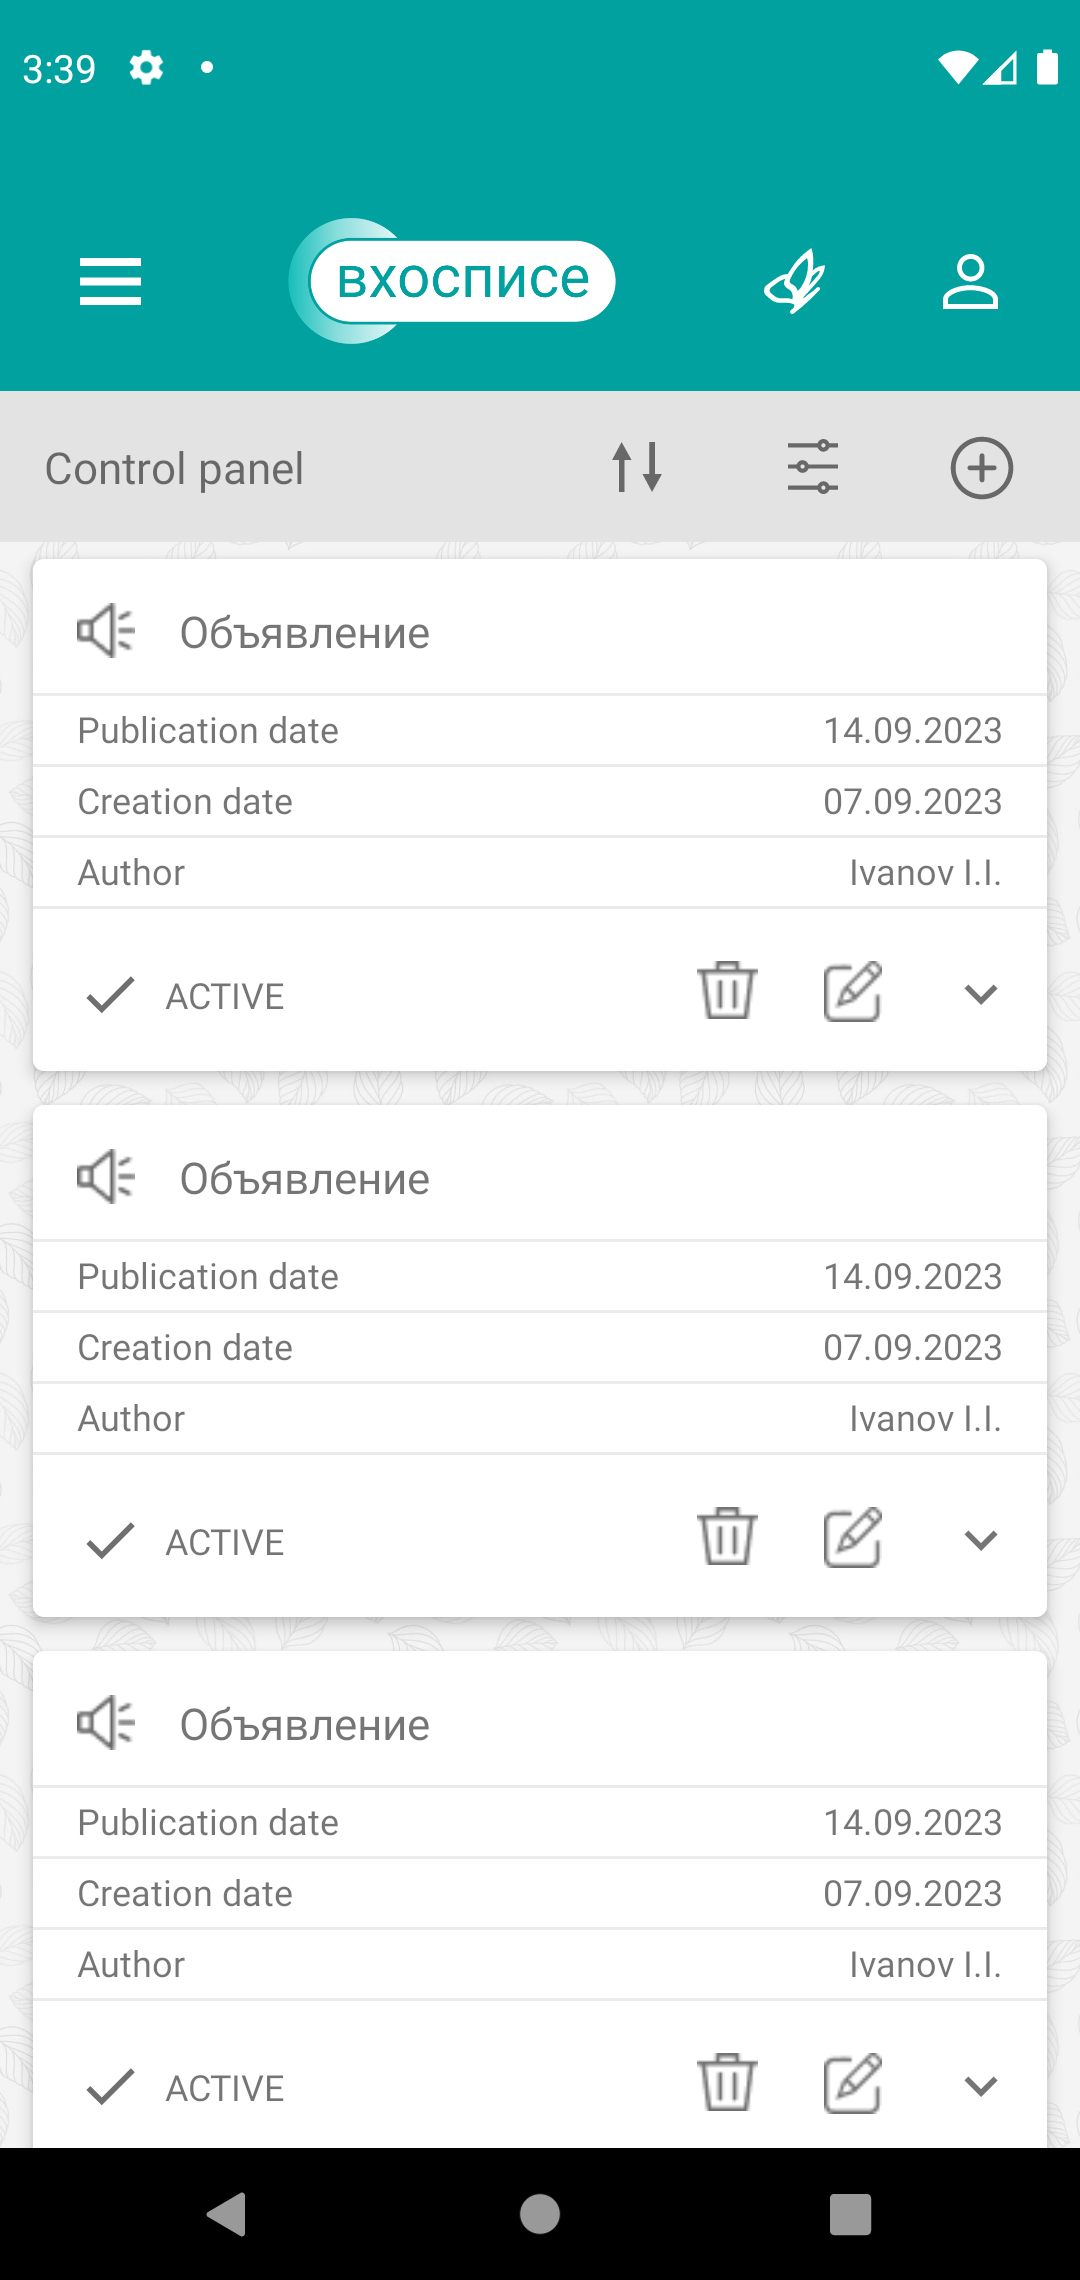 3:39
вхосписе
Control panel
Объявление
Publication date 14.09.2023
Creation date 07.09.2023
Author Ivanov I.I.
ACTIVE
Объявление
Publication date 14.09.2023
Creation date 07.09.2023
Author Ivanov I.I.
ACTIVE
Объявление
Publication date 14.09.2023
Creation date 07.09.2023
Author Ivanov I.I.
ACTIVE